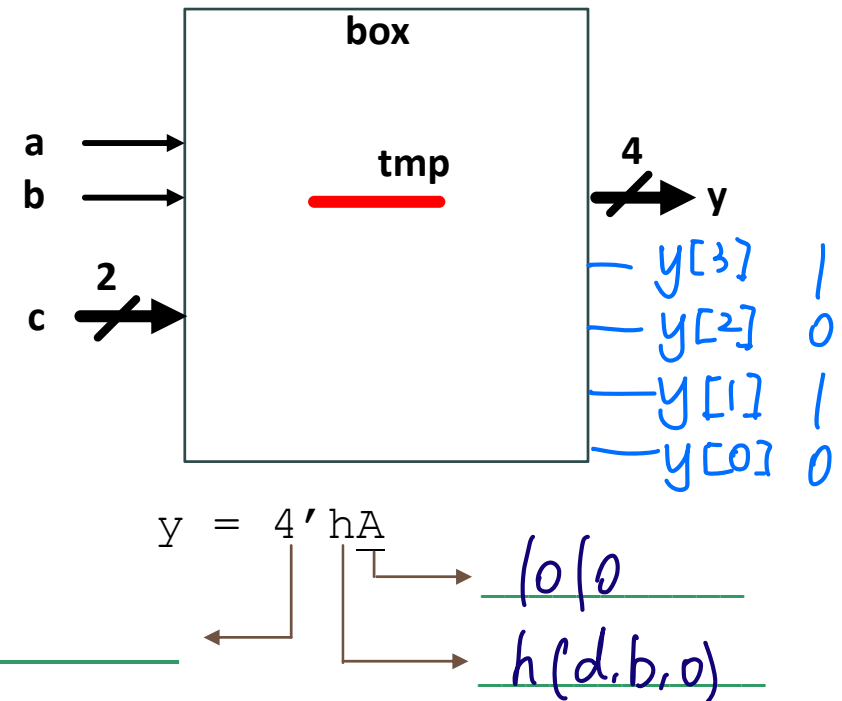 box
a
tmp
4
b
y
y[3] 1
2
c
y[2] 0
y[1] 1
y[0] 0
y = 4'hA
1010
h(d,b,o)